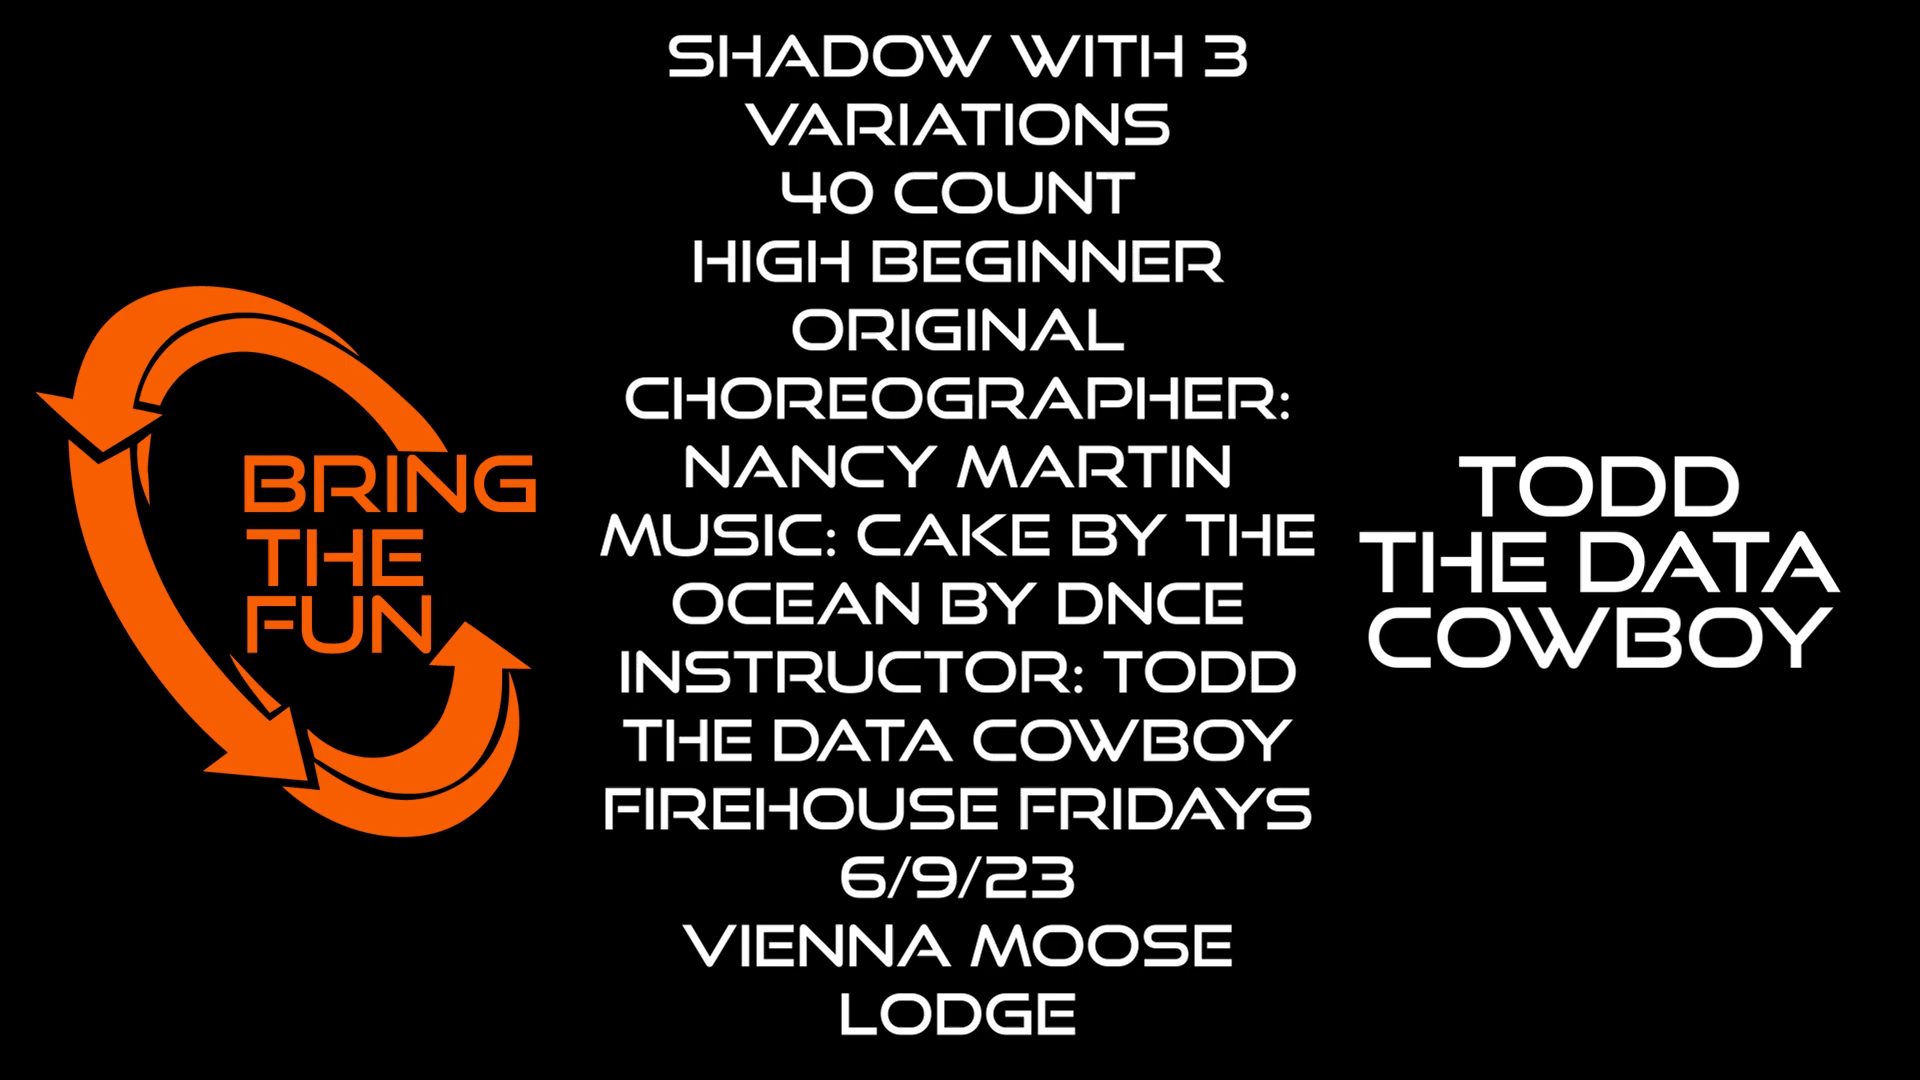 BRING
THE
FUN
SHADOW WITH 3
VARIATIONS
40 COUNT
HIGH BEGINNER
ORIGINAL
CHOREOGRAPHER:
NANCY MARTIN
MUSIC: CAKE BY THE
OCEAN BY DNCE
INSTRUCTOR: TODD
THE DATA COWBOY
FIREHOUSE FRIDAYS
6/9/23
VIENNA MOOSE
LODGE
TODD
THE DATA
COWBOY